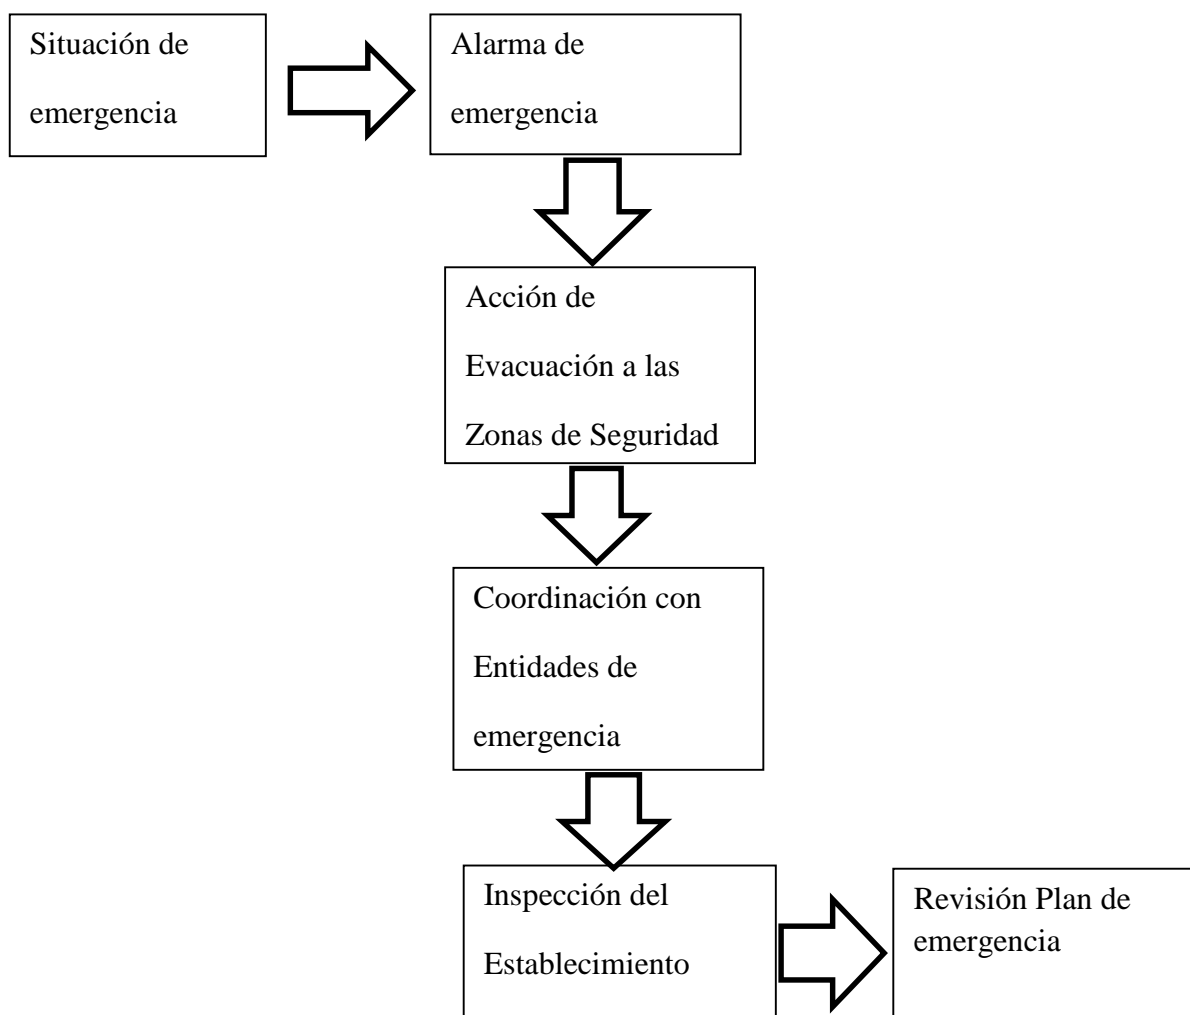 Situación de
emergencia
Alarma de
emergencia
Acción de
Evacuación a las
Zonas de Seguridad
Coordinación con
Entidades de
emergencia
Inspección del
Establecimiento
Revisión Plan de
emergencia